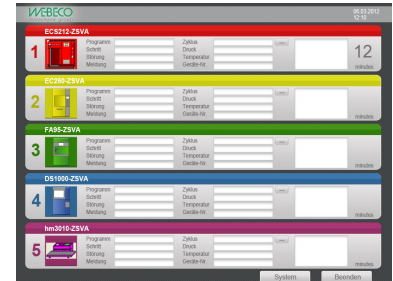 WEBECO
06.03.2012
12:10
ECS212-ZSVA
1
Programm
Schritt
Störung
Meldung
Zyklus
Druck
Temperatur
Geräte-Nr.
...
12
minutes
EC260-ZSVA
2
Programm
Schritt
Störung
Meldung
Zyklus
Druck
Temperatur
Geräte-Nr.
...
minutes
FA95-ZSVA
3
Programm
Schritt
Störung
Meldung
Zyklus
Druck
Temperatur
Geräte-Nr.
...
minutes
DS1000-ZSVA
4
Programm
Schritt
Störung
Meldung
Zyklus
Druck
Temperatur
Geräte-Nr.
...
minutes
hm3010-ZSVA
5
Programm
Schritt
Störung
Meldung
Zyklus
Druck
Temperatur
Geräte-Nr.
...
minutes
System
Beenden